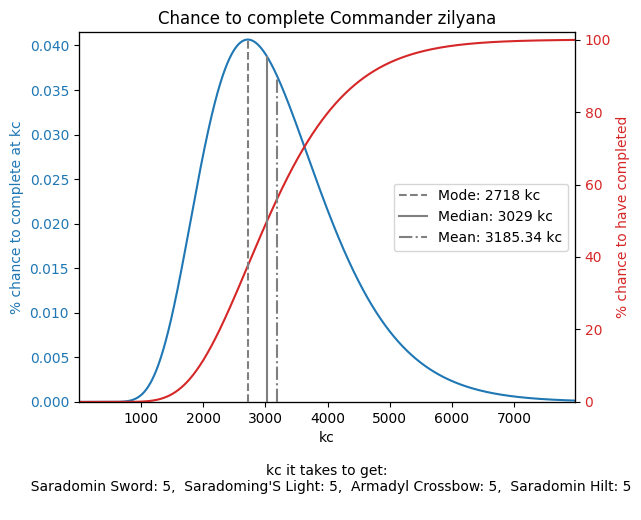 Chance to complete Commander zilyana
% chance to complete at kc
0.040
0.035
0.030
0.025
0.020
0.015
0.010
0.005
0.000
100
80
60
40
20
0
% chance to have completed
Mode: 2718 kc
Median: 3029 kc
Mean: 3185.34 kc
1000 2000 3000 4000 5000 6000 7000
kc
kc it takes to get:
Saradomin Sword: 5, Saradoming'S Light: 5, Armadyl Crossbow: 5, Saradomin Hilt: 5